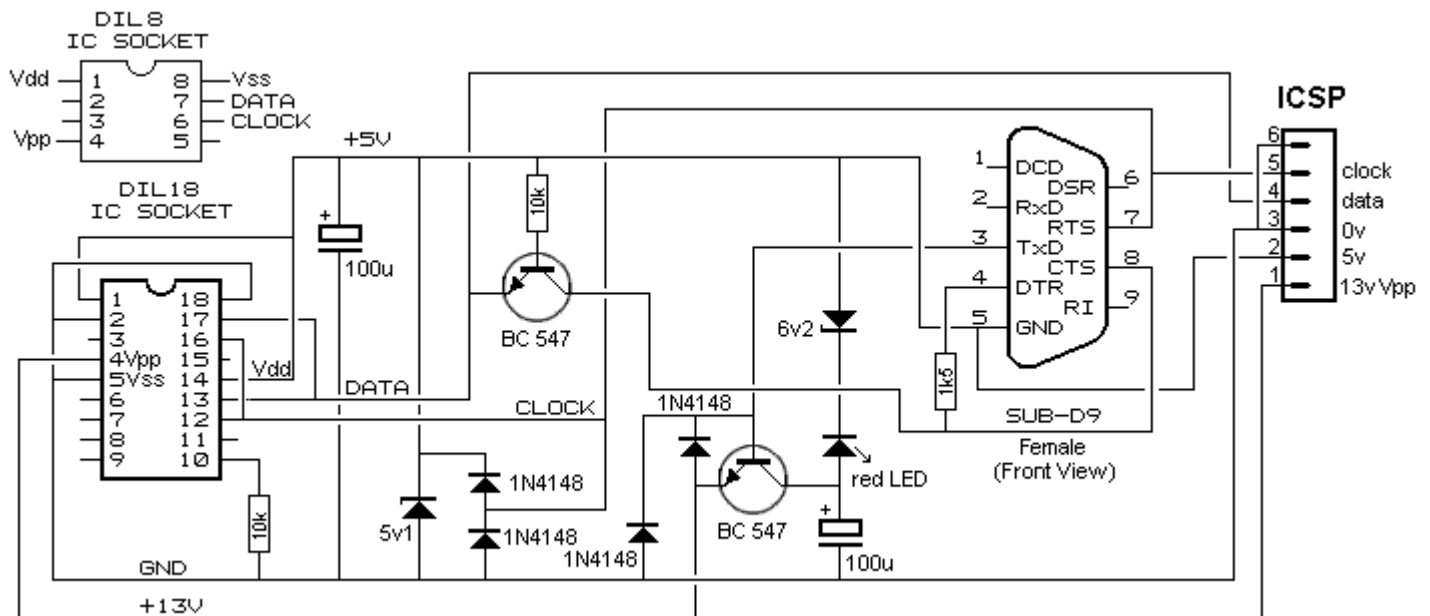 DIL8
IC SOCKET
Vdd 1 8 Vss
2 7 DATA
3 6 CLOCK
Vpp 4 5
DIL18
IC SOCKET
1 18
2 17
3 16
4Vpp 15
5Vss 14 Vdd
6 13 DATA
7 12 CLOCK
8 11
9 10
10k
GND
+13V
+5V
+
100u
10k
BC 547
5v1
1N4148
1N4148
1N4148
1N4148
BC 547
6v2
red LED
+
100u
1 DCD
DSR 6
2 RxD
RTS 7
3 TxD
CTS 8
4 DTR
RI 9
5 GND
1k5
SUB-D9
Female
(Front View)
ICSP
6
5 clock
4 data
3 0v
2 5v
1 13v Vpp